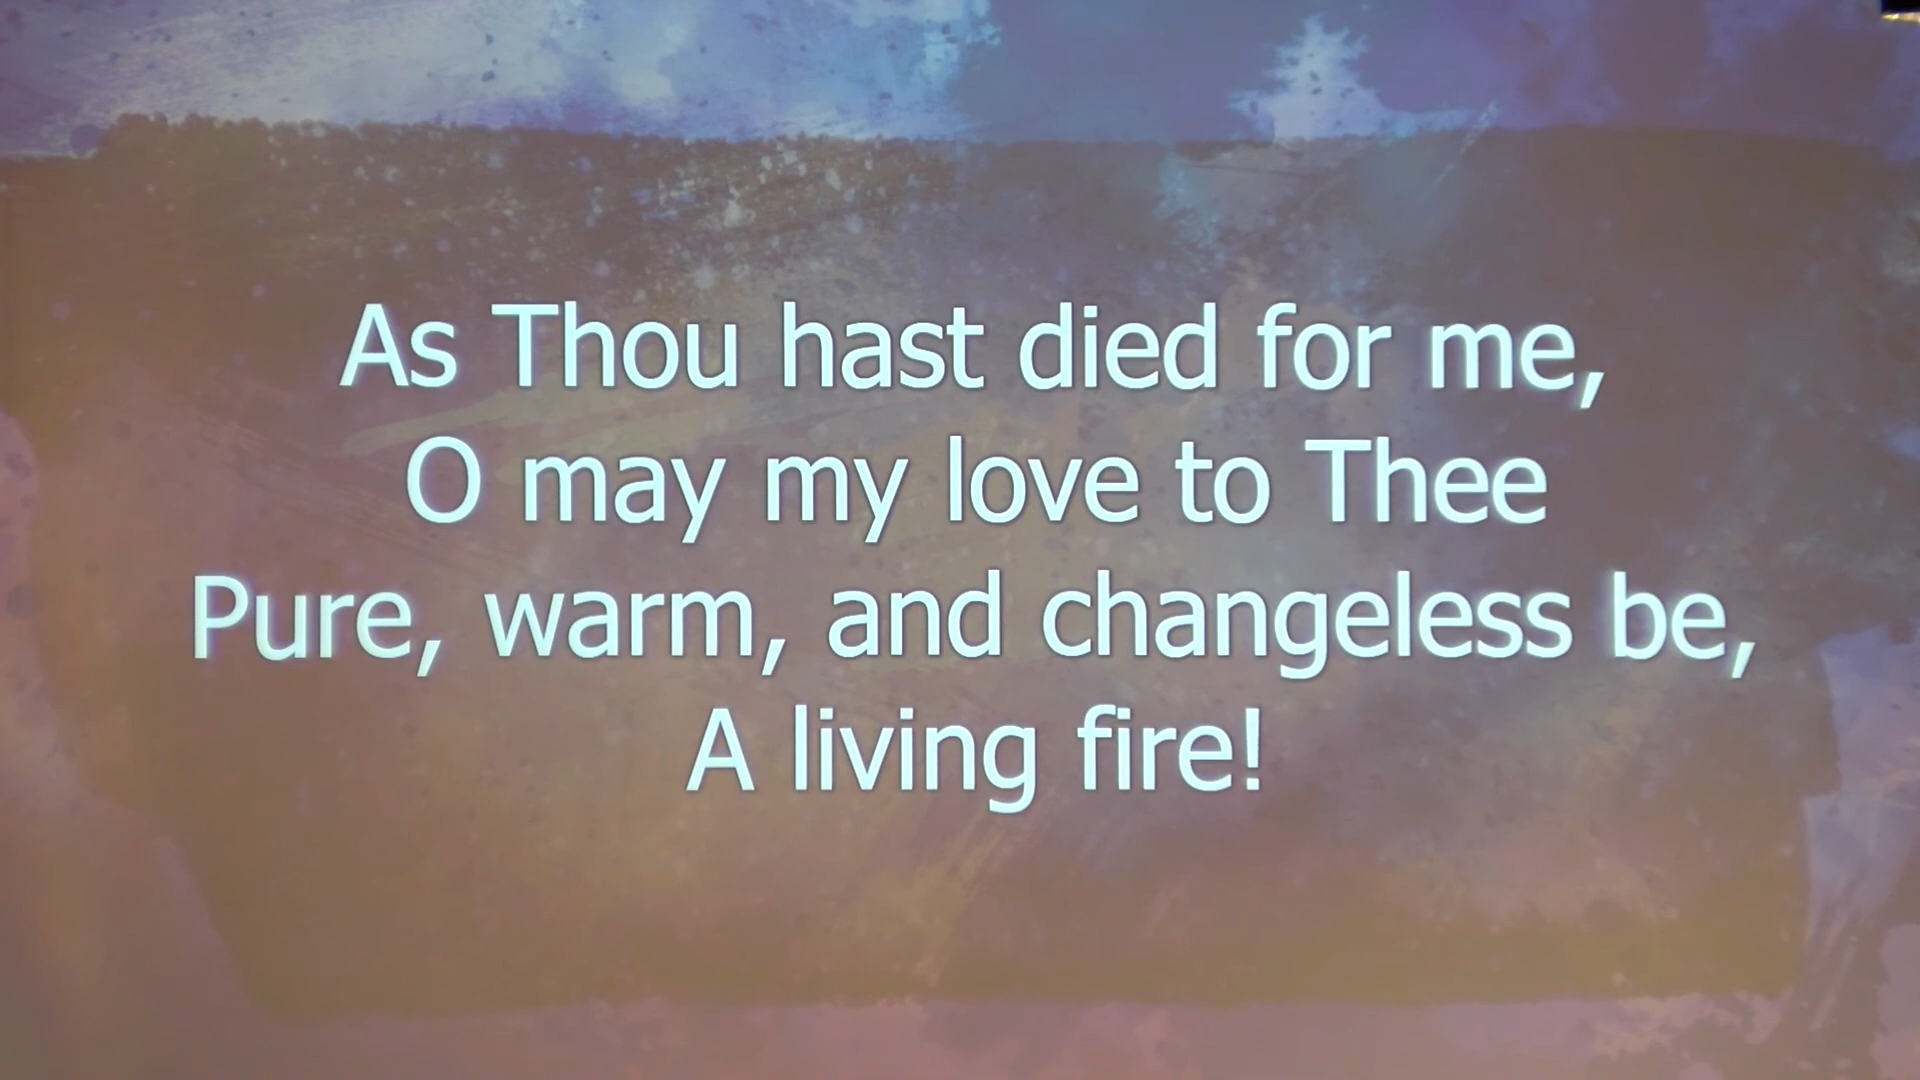 As Thou hast died for me,
O may my love to Thee
Pure, warm, and changeless be,
A living fire!